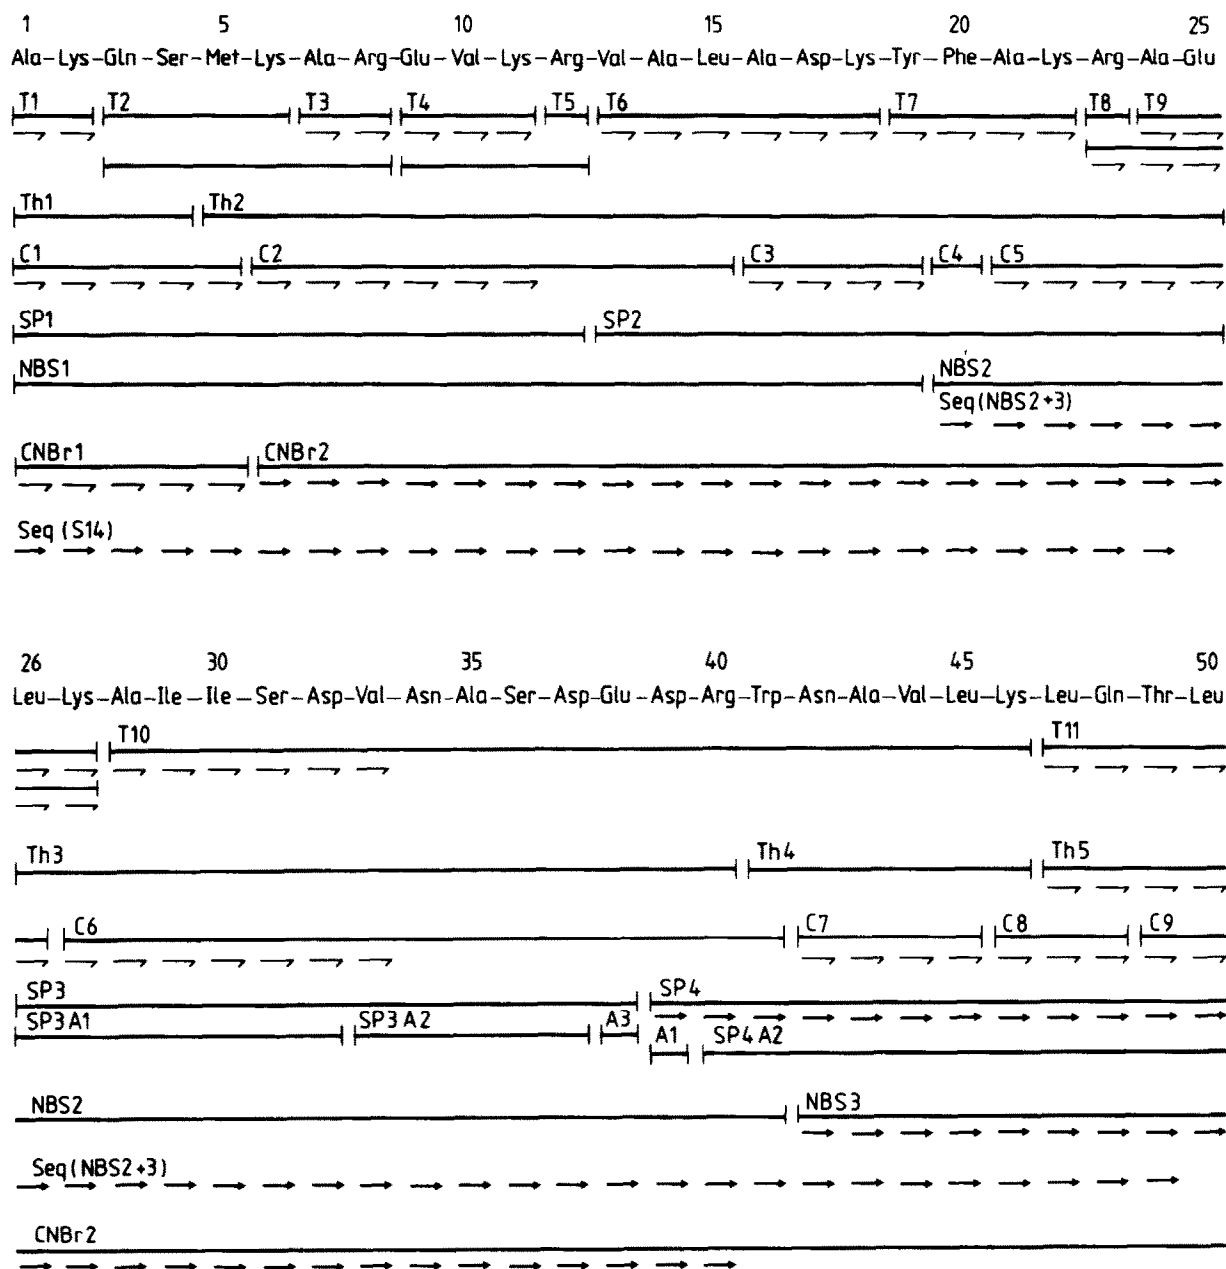 1 5 10 15 20 25
Ala-Lys-Gln-Ser-Met-Lys-Ala-Arg-Glu-Val-Lys-Arg-Val-Ala-Leu-Ala-Asp-Lys-Tyr-Phe-Ala-Lys-Arg-Ala-Glu
T1 T2 T3 T4 T5 T6 T7 T8 T9
Th1 Th2
C1 C2 C3 C4 C5
SP1 SP2
NBS1 NBS2
Seq(NBS2+3)
CNBr1 CNBr2
Seq (S14)
26 30 35 40 45 50
Leu-Lys-Ala-Ile-Ile-Ser-Asp-Val-Asn-Ala-Ser-Asp-Glu-Asp-Arg-Trp-Asn-Ala-Val-Leu-Lys-Leu-Gln-Thr-Leu
T10 T11
Th3 Th4 Th5
C6 C7 C8 C9
SP3 SP4
SP3A1 SP3A2 A3 A1 SP4A2
NBS2 NBS3
Seq(NBS2+3)
CNBr2